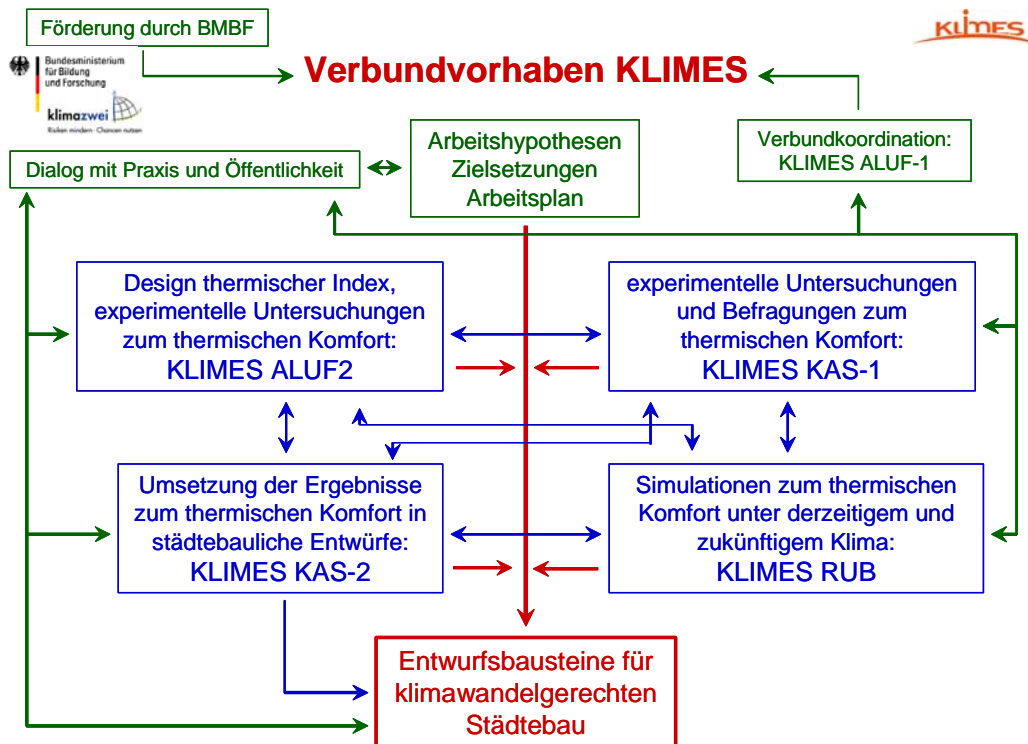 Förderung durch BMBF
KLIMES
Bundesministerium
für Bildung
und Forschung
klimazwei
Risiken mindern · Chancen nutzen
Verbundvorhaben KLIMES
Dialog mit Praxis und Öffentlichkeit
Arbeitshypothesen
Zielsetzungen
Arbeitsplan
Verbundkoordination:
KLIMES ALUF-1
Design thermischer Index,
experimentelle Untersuchungen
zum thermischen Komfort:
KLIMES ALUF2
experimentelle Untersuchungen
und Befragungen zum
thermischen Komfort:
KLIMES KAS-1
Umsetzung der Ergebnisse
zum thermischen Komfort in
städtebauliche Entwürfe:
KLIMES KAS-2
Simulationen zum thermischen
Komfort unter derzeitigem und
zukünftigem Klima:
KLIMES RUB
Entwurfsbausteine für
klimawandelgerechten
Städtebau